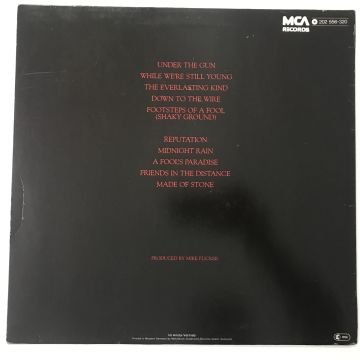 MCA
RECORDS
202 556-320
UNDER THE GUN
WHILE WE'RE STILL YOUNG
THE EVERLASTING KIND
DOWN TO THE WIRE
FOOTSTEPS OF A FOOL
(SHAKY GROUND)
REPUTATION
MIDNIGHT RAIN
A FOOL'S PARADISE
FRIENDS IN THE DISTANCE
MADE OF STONE
PRODUCED BY MIKE FLICKER